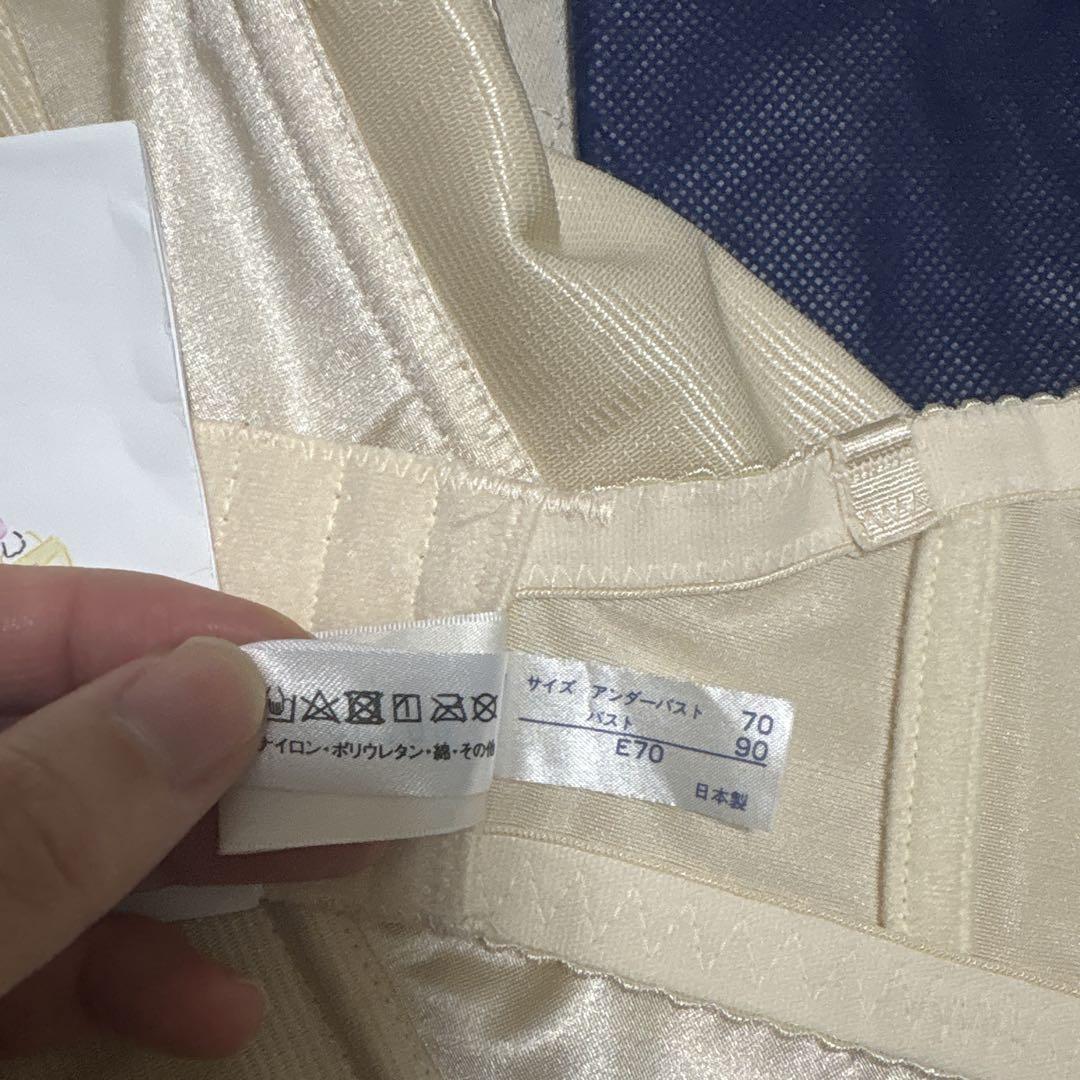 ナイロン・ポリウレタン・綿・その他
サイズ アンダーバスト 70
バスト 90
E70
日本製